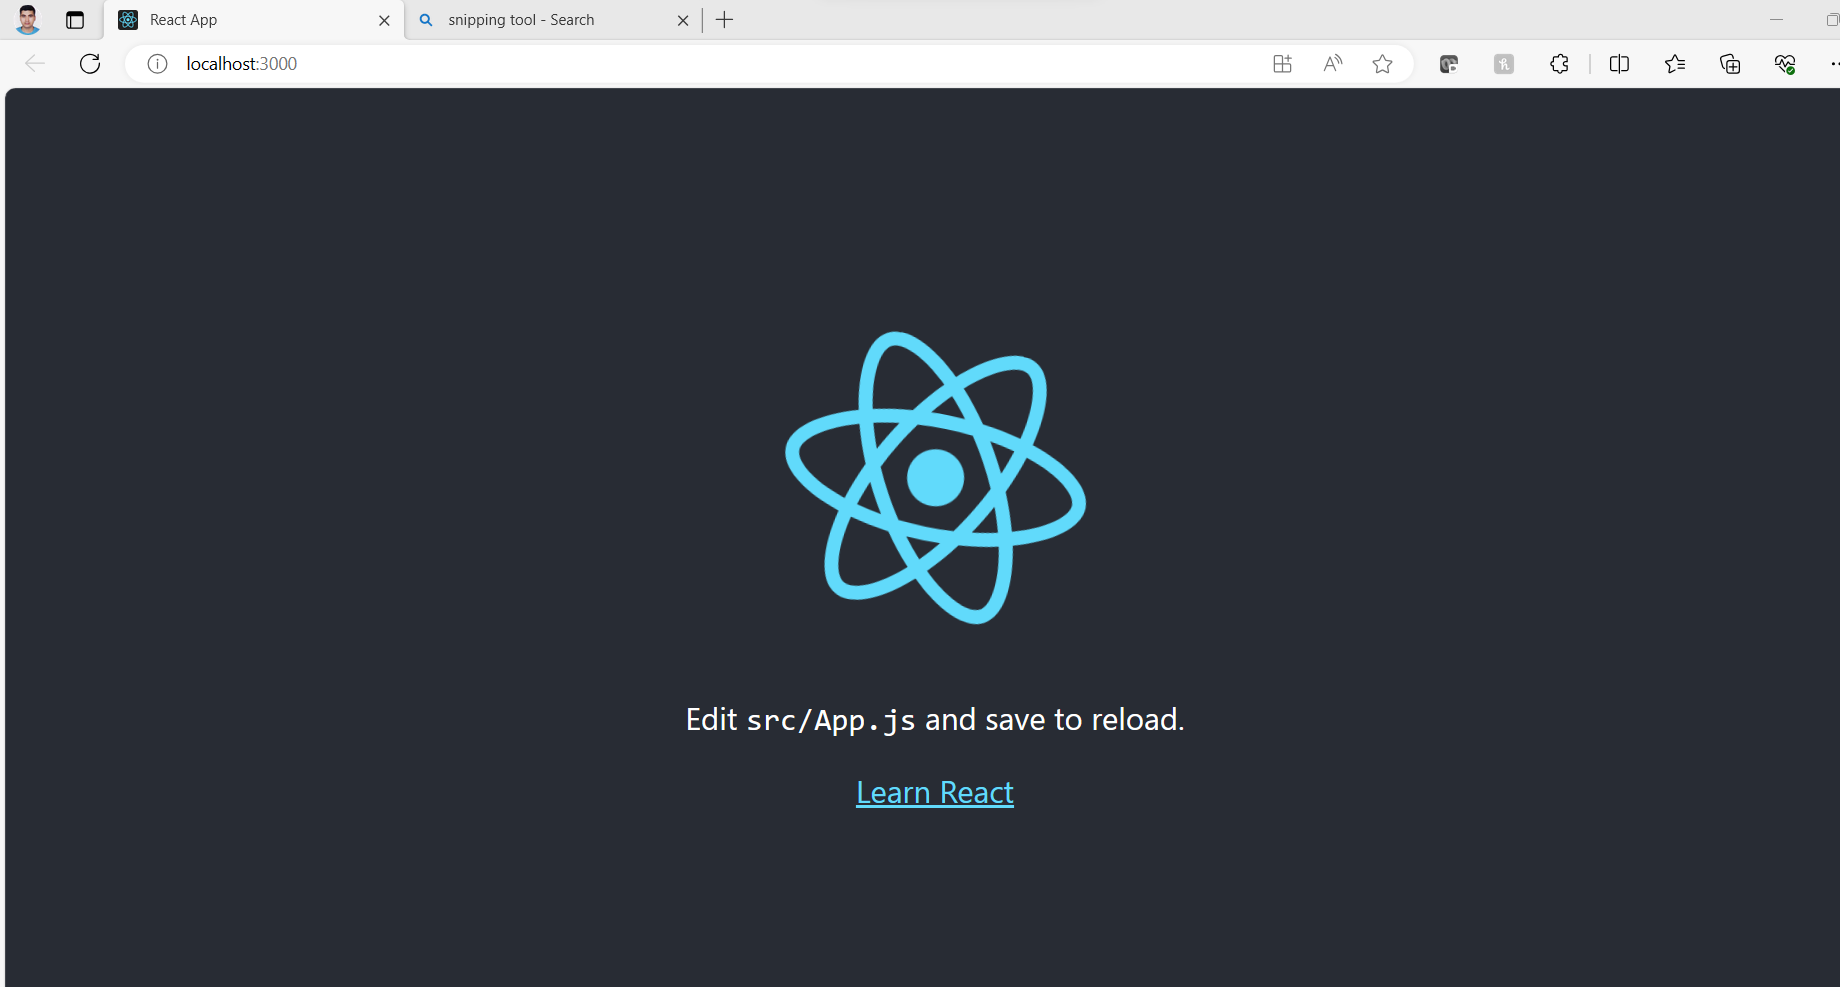 React App
snipping tool - Search
localhost:3000
Edit src/App.js and save to reload.
Learn React